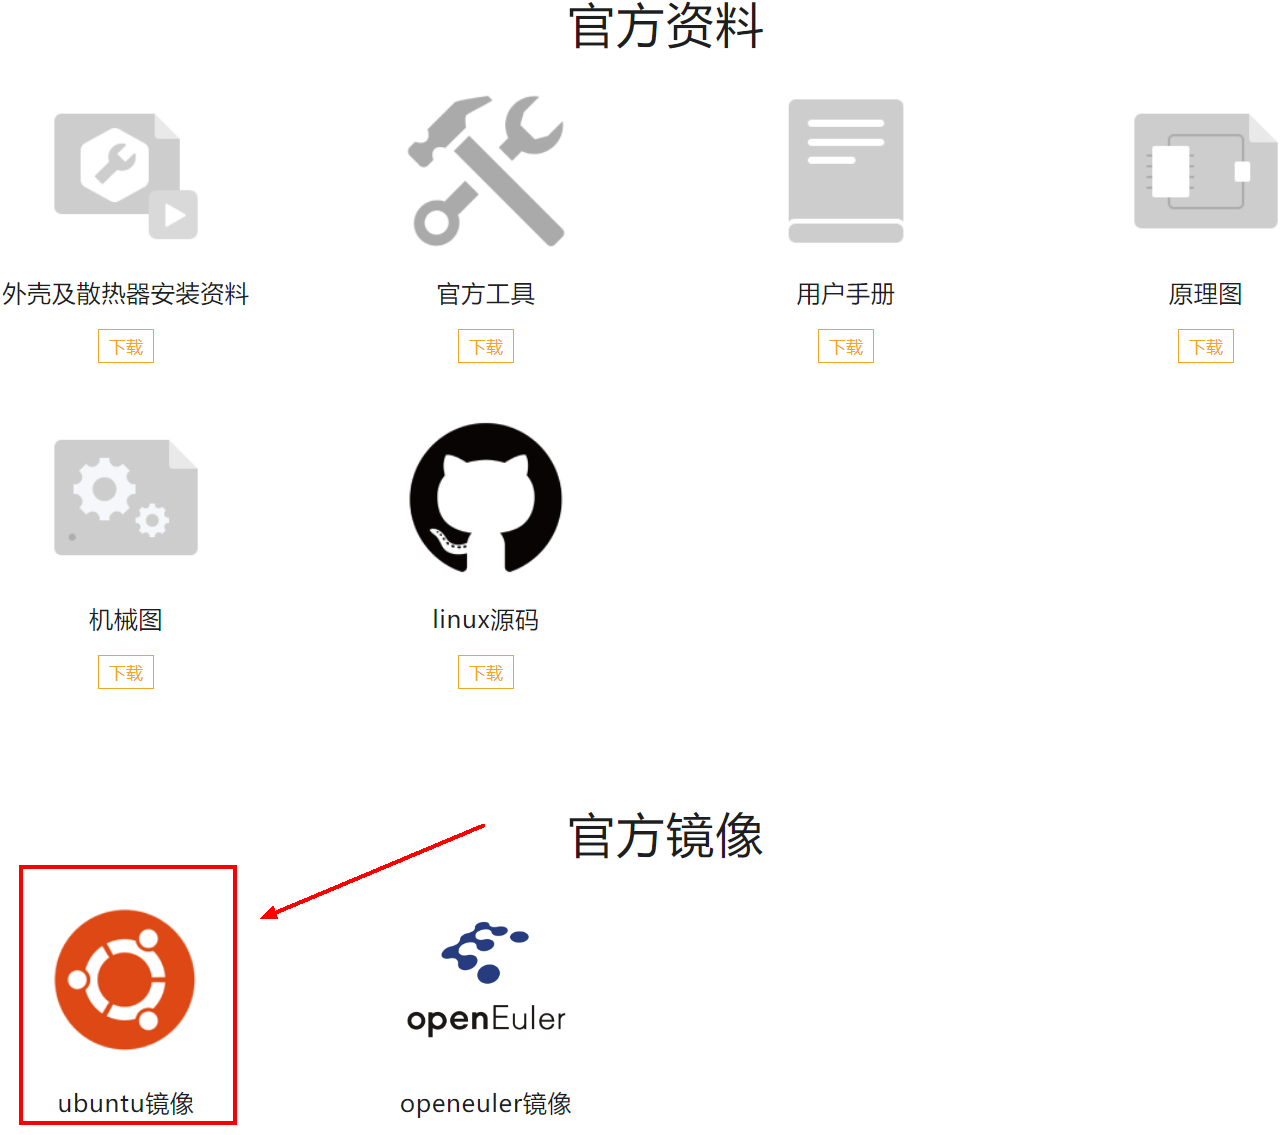 官方资料
外壳及散热器安装资料
官方工具
用户手册
原理图
下载
下载
下载
下载
机械图
linux源码
下载
下载
官方镜像
openEuler
ubuntu镜像
openeuler镜像